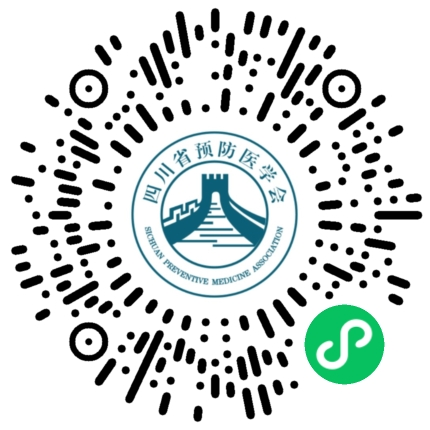 四川省预防医学会
SICHUAN PREVENTIVE MEDICINE ASSOCIATION